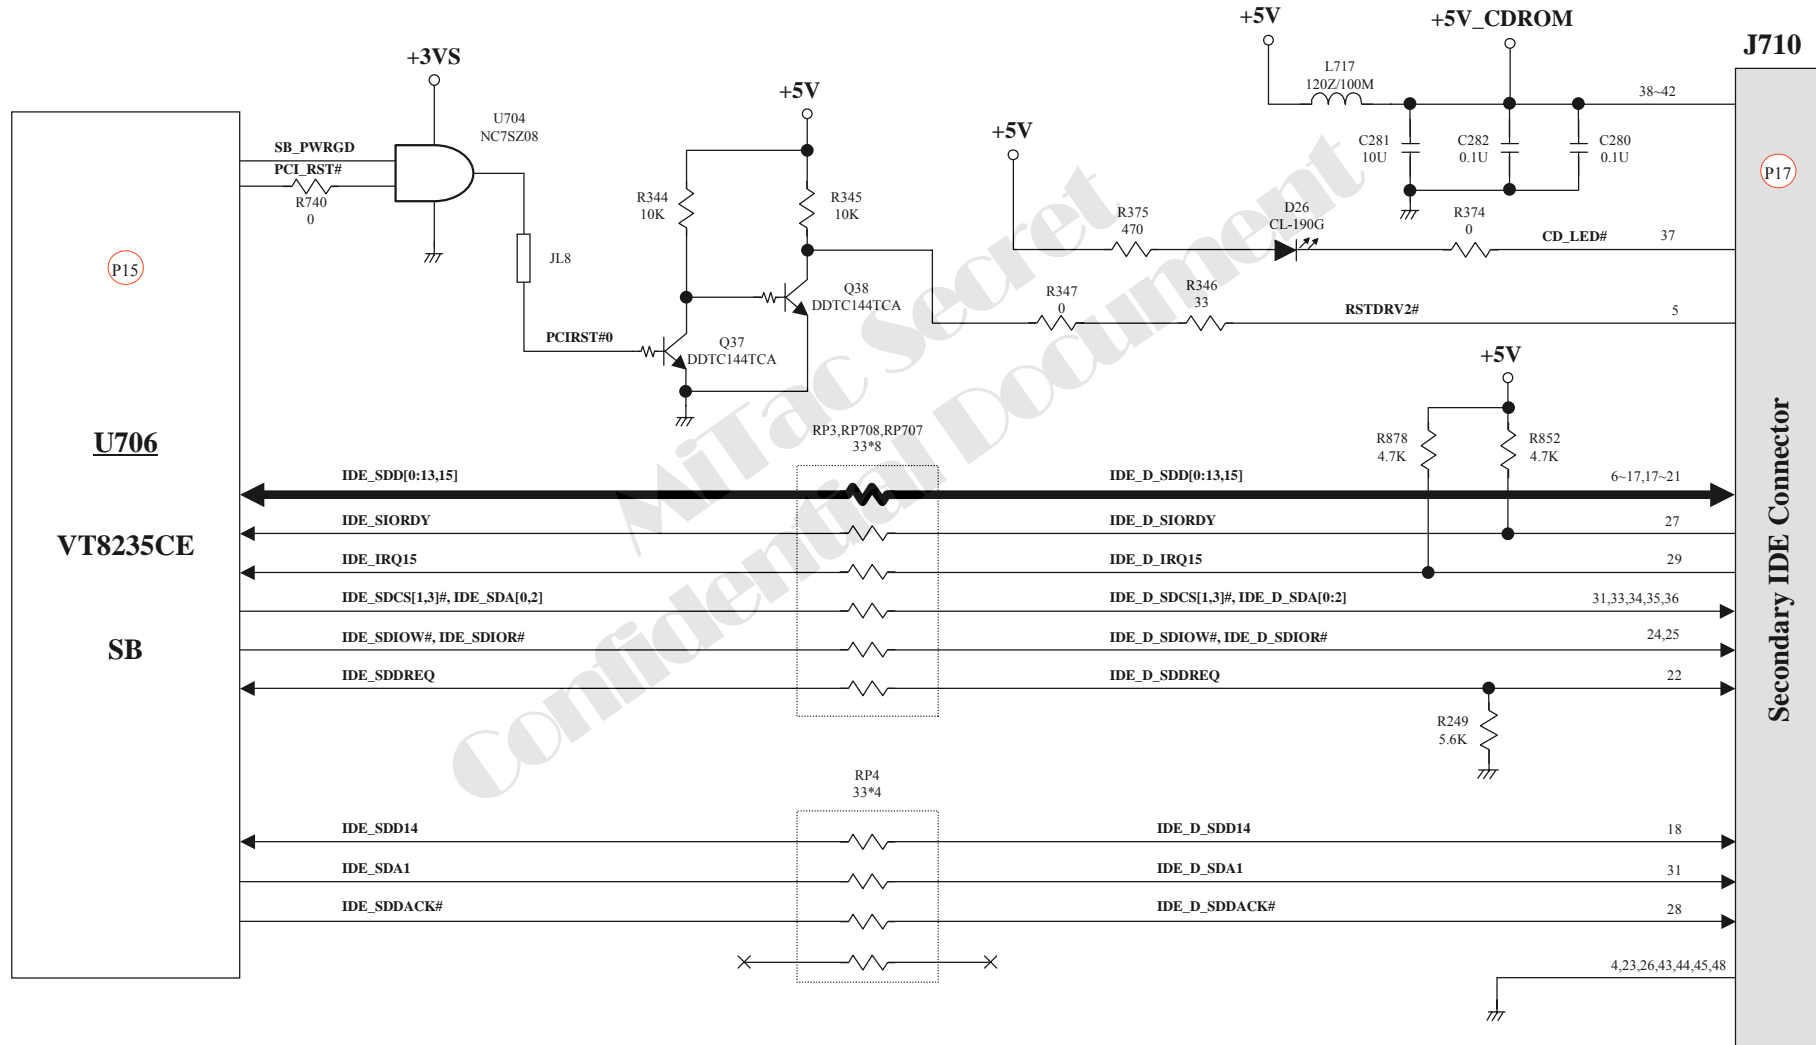 +5V
+5V_CDROM
J710
+3VS
L717
120Z/100M
38~42
+5V
U704
NC7SZ08
+5V
SB_PWRGD
PCI_RST#
R740
0
C281
10U
C282
0.1U
C280
0.1U
P17
R344
10K
R345
10K
R375
470
D26
CL-190G
R374
0
CD_LED#
37
P15
JL8
Q38
DDTC144TCA
R347
0
R346
33
RSTDRV2#
5
PCIRST#0
Q37
DDTC144TCA
+5V
MiTac Secret
Confidential Document
U706
VT8235CE
SB
RP3,RP708,RP707
33*8
R878
4.7K
R852
4.7K
Secondary IDE Connector
IDE_SDD[0:13,15]
IDE_D_SDD[0:13,15]
6~17,17~21
IDE_SIORDY
IDE_D_SIORDY
27
IDE_IRQ15
IDE_D_IRQ15
29
IDE_SDCS[1,3]#, IDE_SDA[0,2]
IDE_D_SDCS[1,3]#, IDE_D_SDA[0:2]
31,33,34,35,36
IDE_SDIOW#, IDE_SDIOR#
IDE_D_SDIOW#, IDE_D_SDIOR#
24,25
IDE_SDDREQ
IDE_D_SDDREQ
22
R249
5.6K
RP4
33*4
IDE_SDD14
IDE_D_SDD14
18
IDE_SDA1
IDE_D_SDA1
31
IDE_SDDACK#
IDE_D_SDDACK#
28
4,23,26,43,44,45,48